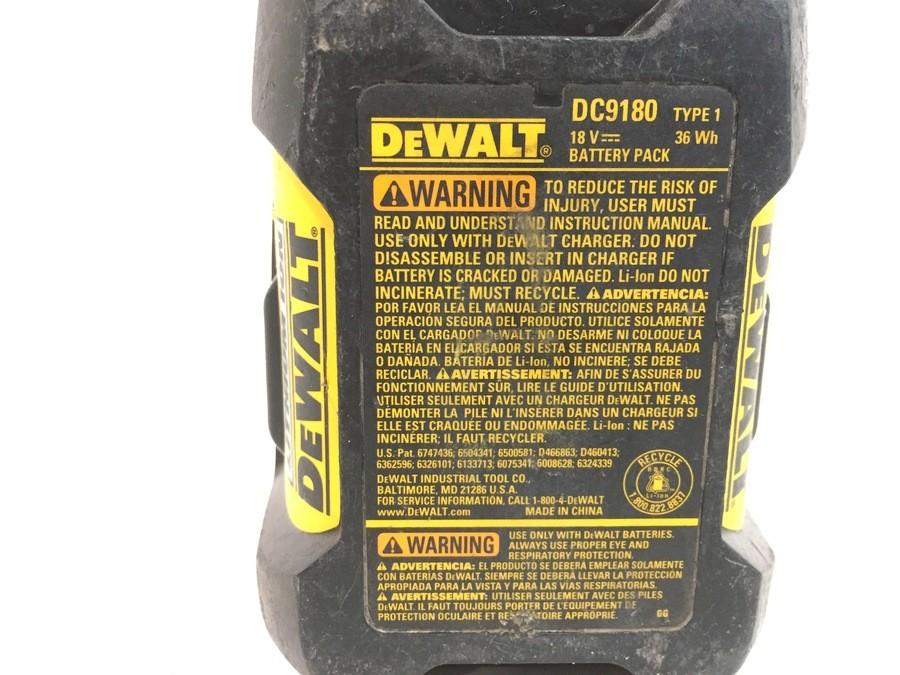 DC9180 TYPE 1
DEWALT®
18 V 36 Wh
BATTERY PACK
WARNING TO REDUCE THE RISK OF
INJURY, USER MUST
READ AND UNDERSTAND INSTRUCTION MANUAL.
USE ONLY WITH DEWALT CHARGER. DO NOT
DISASSEMBLE OR INSERT IN CHARGER IF
BATTERY IS CRACKED OR DAMAGED. Li-Ion DO NOT
INCINERATE; MUST RECYCLE. ADVERTENCIA:
POR FAVOR LEA EL MANUAL DE INSTRUCCIONES PARA LA
OPERACIÓN SEGURA DEL PRODUCTO. UTILICE SOLAMENTE
CON EL CARGADOR DEWALT. NO DESARME NI COLOQUE LA
BATERÍA EN EL CARGADOR SI ÉSTA SE ENCUENTRA RAJADA
O DAÑADA. BATERÍA DE Li-Ion, NO INCINERE; SE DEBE
RECICLAR. AVERTISSEMENT: AFIN DE S'ASSURER DU
FONCTIONNEMENT SÛR, LIRE LE GUIDE D'UTILISATION.
UTILISER SEULEMENT AVEC UN CHARGEUR DEWALT. NE PAS
DÉMONTER LA PILE NI L'INSÉRER DANS UN CHARGEUR SI
ELLE EST CRAQUÉE OU ENDOMMAGÉE. Li-Ion : NE PAS
INCINÉRER; IL FAUT RECYCLER.
U.S. Pat. 6747436; 6504341; 6500581; D466863; D460413;
6362596; 6326101; 6133713; 6075341; 6008628; 6324339
DEWALT INDUSTRIAL TOOL CO.,
BALTIMORE, MD 21286 U.S.A.
FOR SERVICE INFORMATION, CALL 1-800-4-DEWALT
www.DEWALT.com MADE IN CHINA
RECYCLE
RBRC
Li-Ion
1.800.822.8837
WARNING USE ONLY WITH DEWALT BATTERIES.
ALWAYS USE PROPER EYE AND
RESPIRATORY PROTECTION.
ADVERTENCIA: EL PRODUCTO SE DEBERÁ EMPLEAR SOLAMENTE
CON BATERÍAS DEWALT. SIEMPRE SE DEBERÁ LLEVAR LA PROTECCIÓN
APROPIADA PARA LA VISTA Y PARA LAS VÍAS RESPIRATORIAS.
AVERTISSEMENT: UTILISER SEULEMENT AVEC DES PILES
DEWALT. IL FAUT TOUJOURS PORTER DE L'ÉQUIPEMENT DE
PROTECTION OCULAIRE ET RESPIRATOIRE APPROPRIÉ. GG
DEWALT®
DEWALT